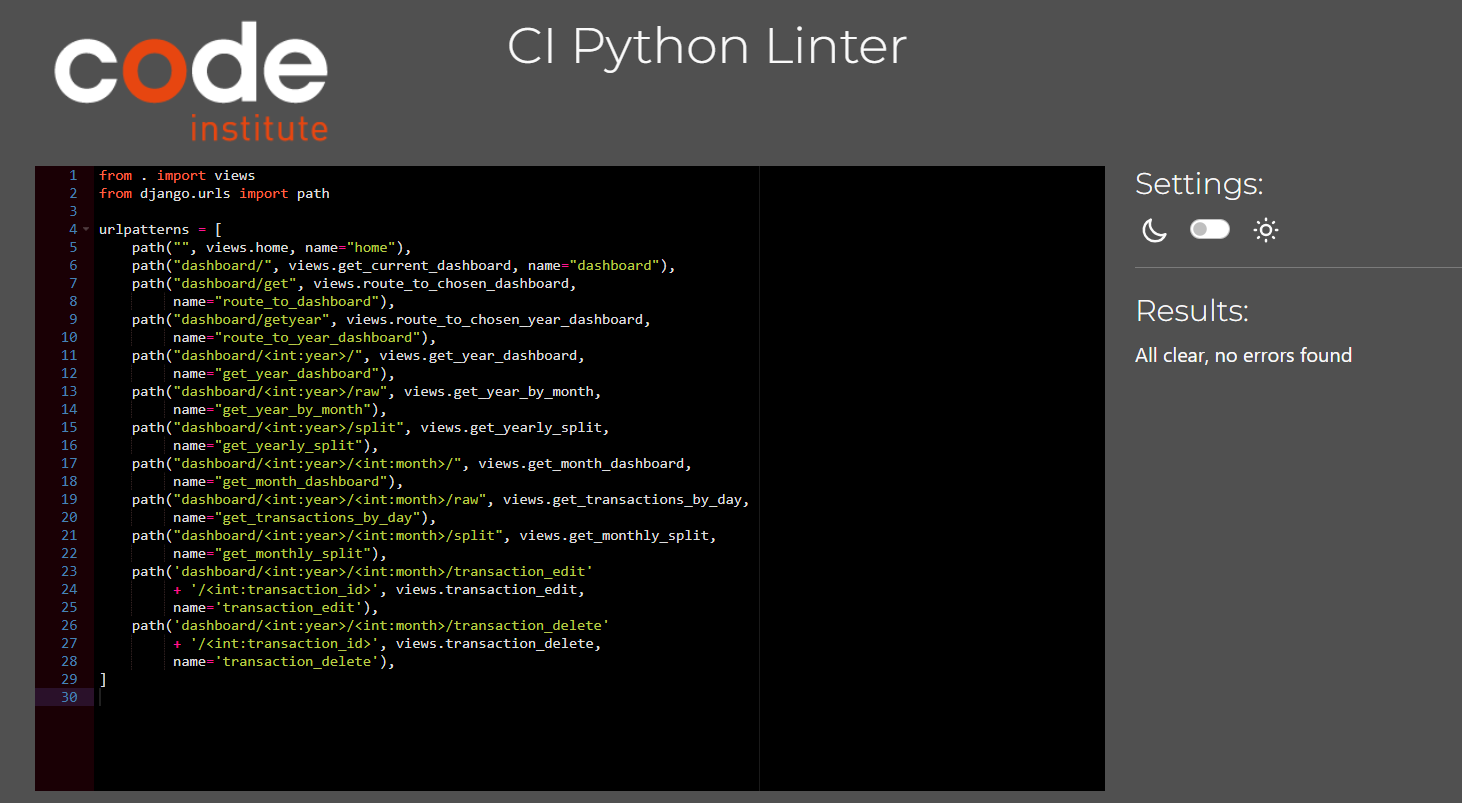 code
institute
CI Python Linter
1 from . import views
2 from django.urls import path
3
4 urlpatterns = [
5     path("", views.home, name="home"),
6     path("dashboard/", views.get_current_dashboard, name="dashboard"),
7     path("dashboard/get", views.route_to_chosen_dashboard,
8          name="route_to_dashboard"),
9     path("dashboard/getyear", views.route_to_chosen_year_dashboard,
10          name="route_to_year_dashboard"),
11     path("dashboard/<int:year>/", views.get_year_dashboard,
12          name="get_year_dashboard"),
13     path("dashboard/<int:year>/raw", views.get_year_by_month,
14          name="get_year_by_month"),
15     path("dashboard/<int:year>/split", views.get_yearly_split,
16          name="get_yearly_split"),
17     path("dashboard/<int:year>/<int:month>/", views.get_month_dashboard,
18          name="get_month_dashboard"),
19     path("dashboard/<int:year>/<int:month>/raw", views.get_transactions_by_day,
20          name="get_transactions_by_day"),
21     path("dashboard/<int:year>/<int:month>/split", views.get_monthly_split,
22          name="get_monthly_split"),
23     path('dashboard/<int:year>/<int:month>/transaction_edit'
24          + '/<int:transaction_id>', views.transaction_edit,
25          name='transaction_edit'),
26     path('dashboard/<int:year>/<int:month>/transaction_delete'
27          + '/<int:transaction_id>', views.transaction_delete,
28          name='transaction_delete'),
29 ]
30
Settings:
Results:
All clear, no errors found